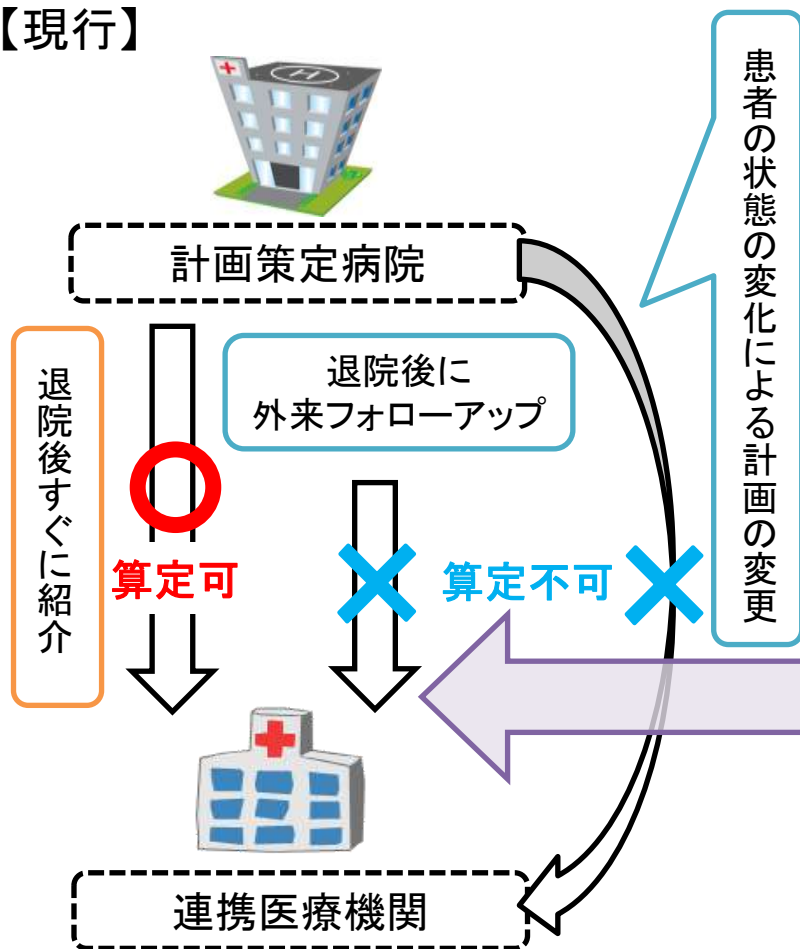 【現行】
計画策定病院
患者の状態の変化による計画の変更
退院後すぐに紹介
退院後に
外来フォローアップ
算定可
算定不可
連携医療機関
H